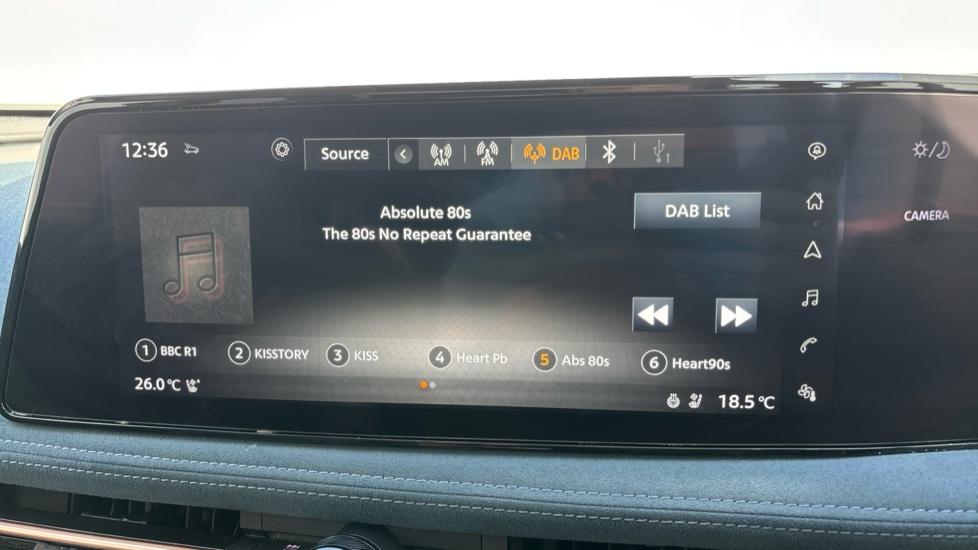 12:36
Source
AM
FM
DAB
1
Absolute 80s
The 80s No Repeat Guarantee
DAB List
CAMERA
1 BBC R1
2 KISSTORY
3 KISS
4 Heart Pb
5 Abs 80s
6 Heart90s
26.0°C
18.5°C